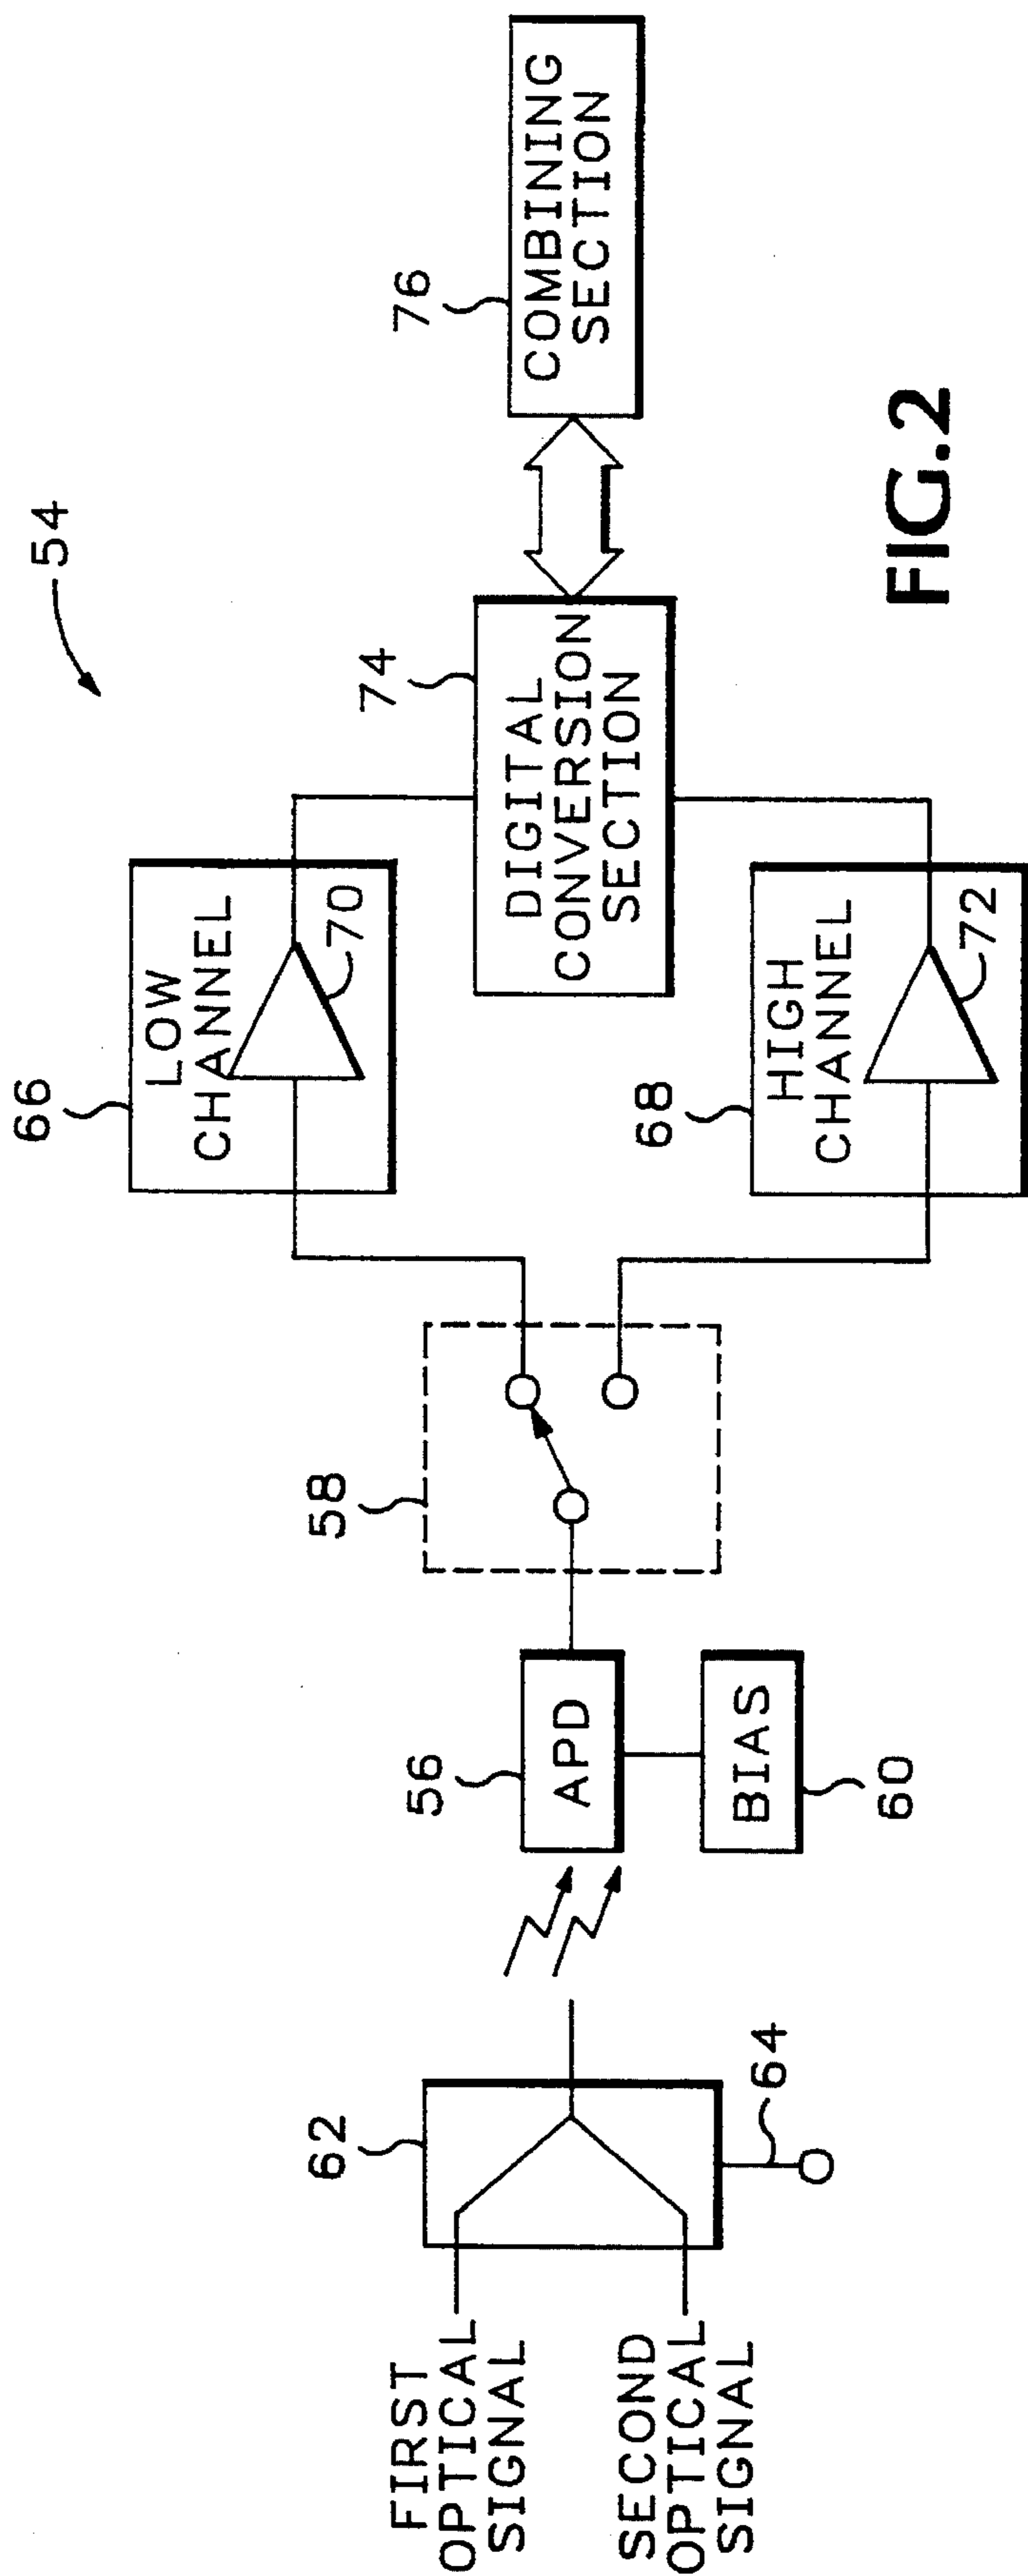 54
66
LOW
CHANNEL
70
74
DIGITAL
CONVERSION
SECTION
76
COMBINING
SECTION
58
68
HIGH
CHANNEL
72
62
56
APD
BIAS
60
64
FIRST
OPTICAL
SIGNAL
SECOND
OPTICAL
SIGNAL
FIG.2